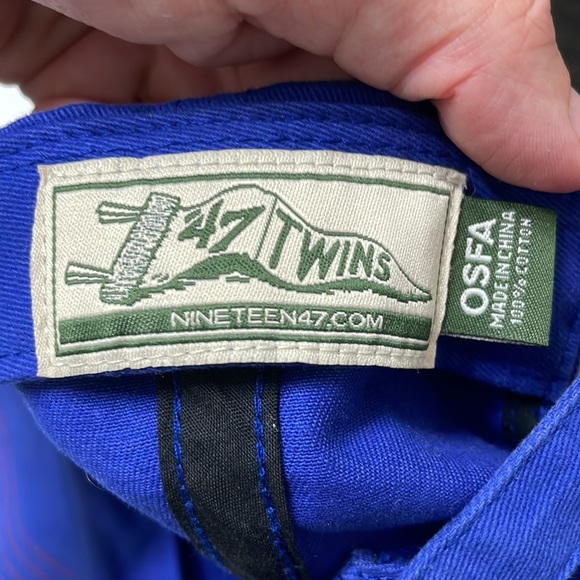 '47 TWINS
NINETEEN47.COM
OSFA
MADE IN CHINA
100% COTTON